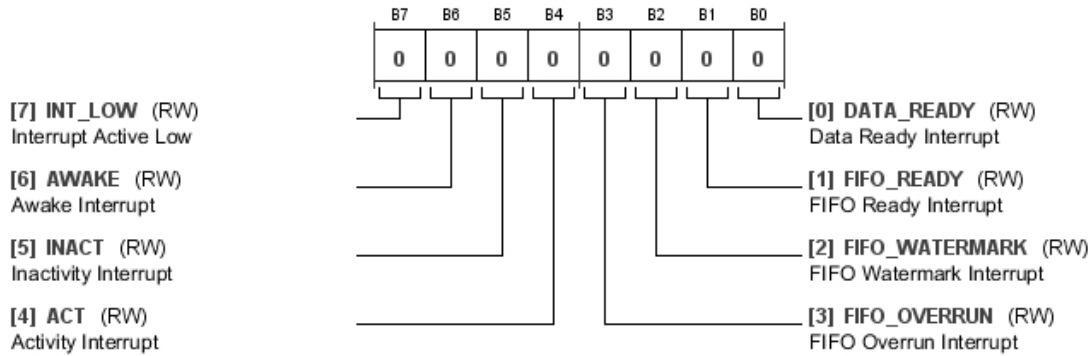 B7 B6 B5 B4 B3 B2 B1 B0
0 0 0 0 0 0 0 0
[7] INT_LOW (RW)
Interrupt Active Low
[6] AWAKE (RW)
Awake Interrupt
[5] INACT (RW)
Inactivity Interrupt
[4] ACT (RW)
Activity Interrupt
[0] DATA_READY (RW)
Data Ready Interrupt
[1] FIFO_READY (RW)
FIFO Ready Interrupt
[2] FIFO_WATERMARK (RW)
FIFO Watermark Interrupt
[3] FIFO_OVERRUN (RW)
FIFO Overrun Interrupt